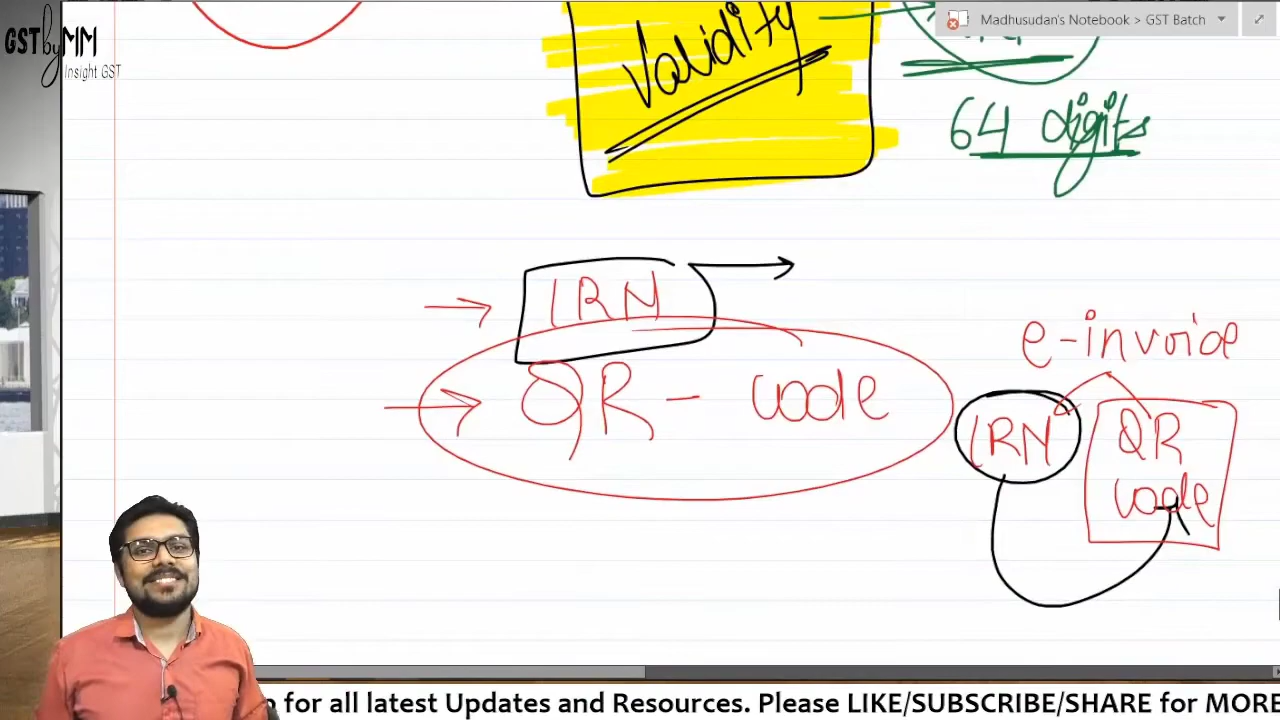 GST by MM
Insight GST
Madhusudan's Notebook > GST Batch
Validity
64 digits
IRN
QR - code
e-invoice
IRN
QR
code
for all latest Updates and Resources. Please LIKE/SUBSCRIBE/SHARE for MORE